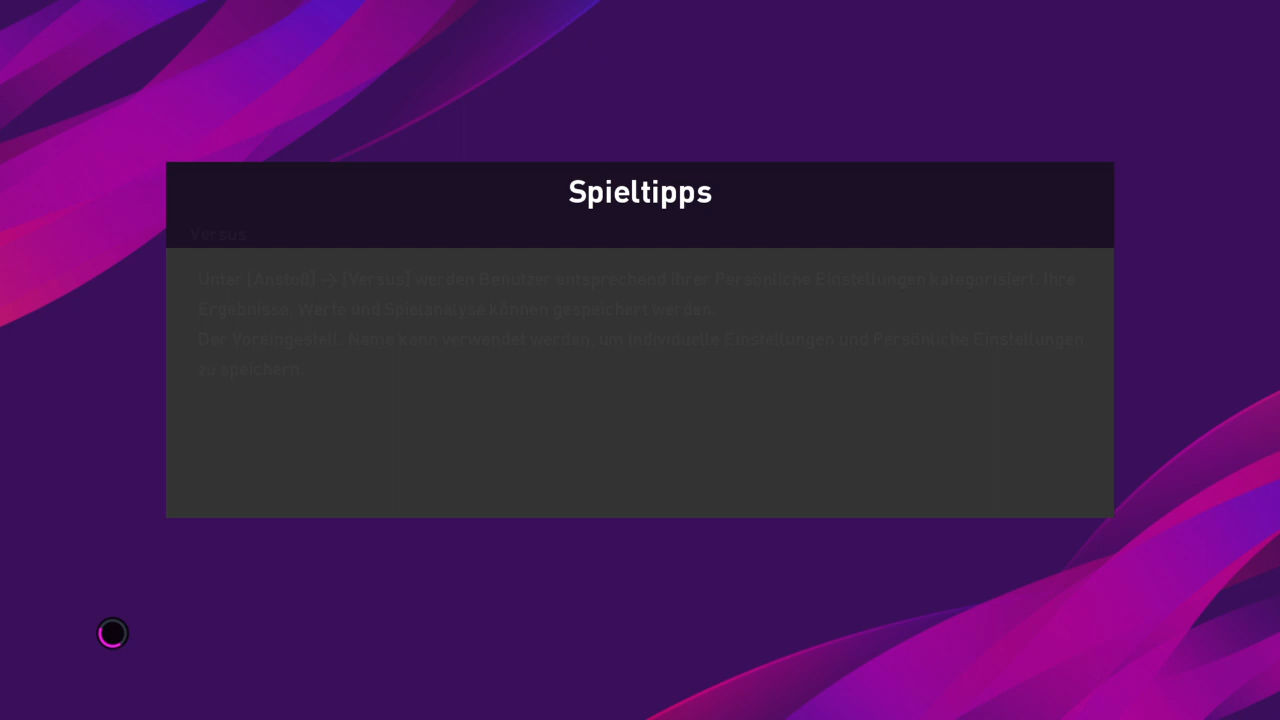 Spieltipps
Versus
Unter [Anstoß] -> [Versus] werden Benutzer entsprechend ihrer Persönliche Einstellungen kategorisiert. Ihre
Ergebnisse, Werte und Spielanalyse können gespeichert werden.
Der Voreingestell. Name kann verwendet werden, um individuelle Einstellungen und Persönliche Einstellungen
zu speichern.